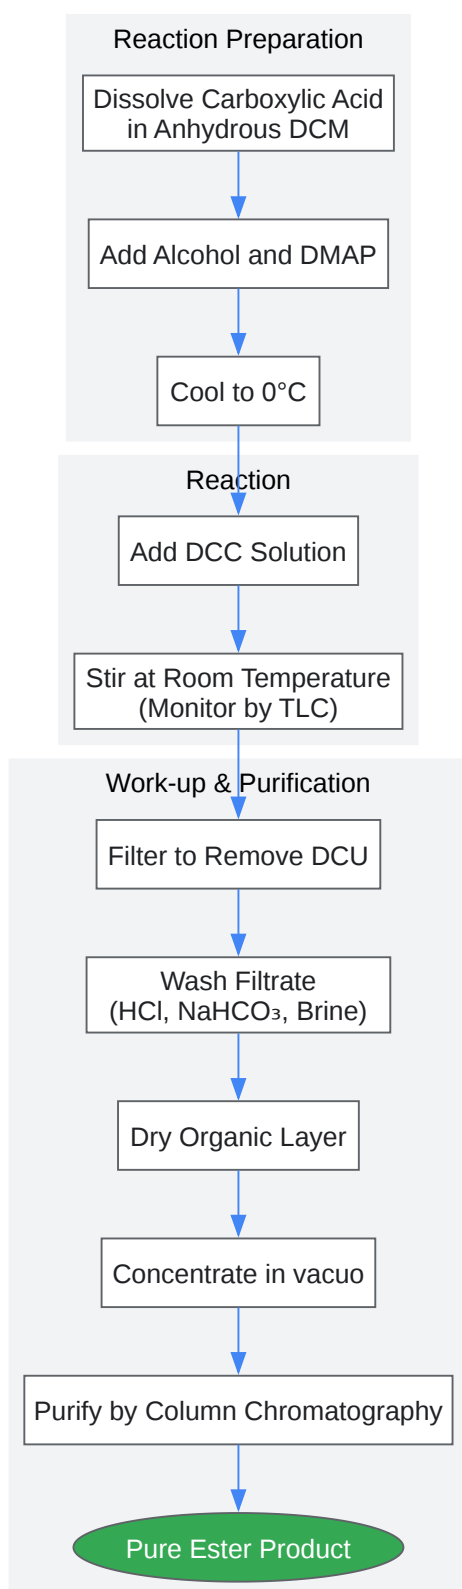 Reaction Preparation
Dissolve Carboxylic Acid
in Anhydrous DCM
Add Alcohol and DMAP
Cool to 0°C
Reaction
Add DCC Solution
Stir at Room Temperature
(Monitor by TLC)
Work-up & Purification
Filter to Remove DCU
Wash Filtrate
(HCl, NaHCO₃, Brine)
Dry Organic Layer
Concentrate in vacuo
Purify by Column Chromatography
Pure Ester Product